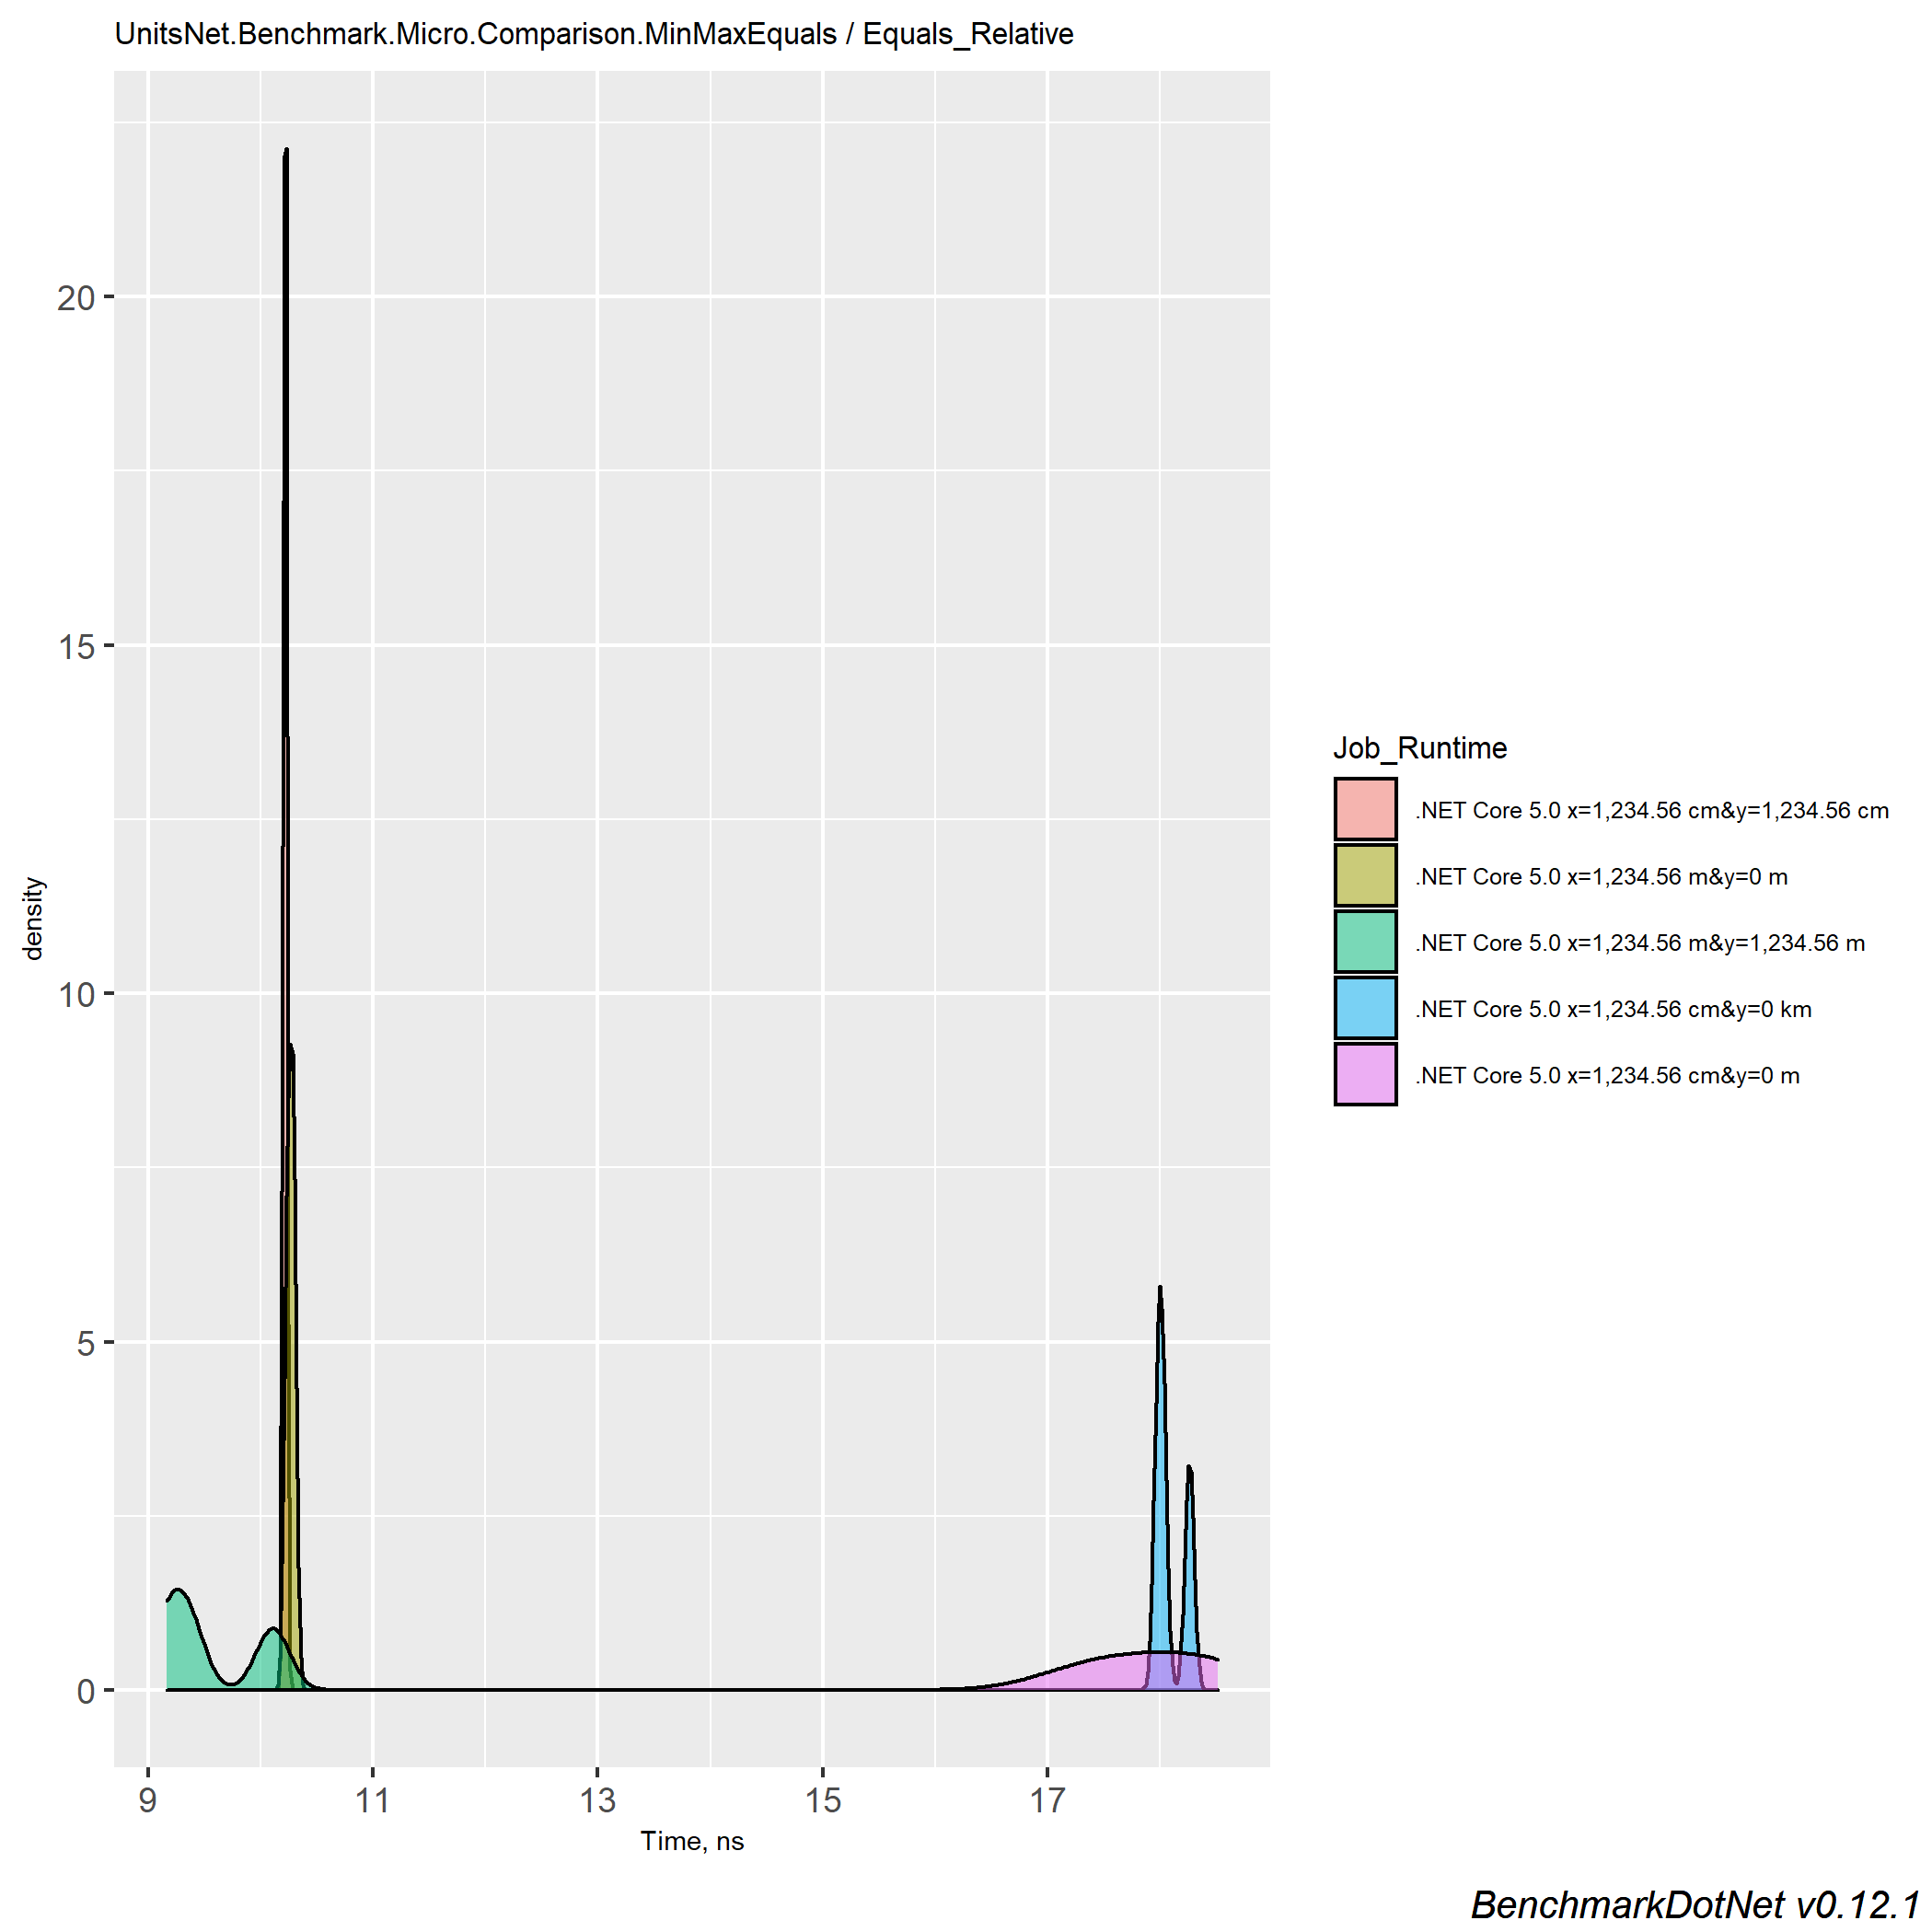 UnitsNet.Benchmark.Micro.Comparison.MinMaxEquals / Equals_Relative
20
15
10
5
0
density
9 11 13 15 17
Time, ns
Job_Runtime
.NET Core 5.0 x=1,234.56 cm&y=1,234.56 cm
.NET Core 5.0 x=1,234.56 m&y=0 m
.NET Core 5.0 x=1,234.56 m&y=1,234.56 m
.NET Core 5.0 x=1,234.56 cm&y=0 km
.NET Core 5.0 x=1,234.56 cm&y=0 m
BenchmarkDotNet v0.12.1